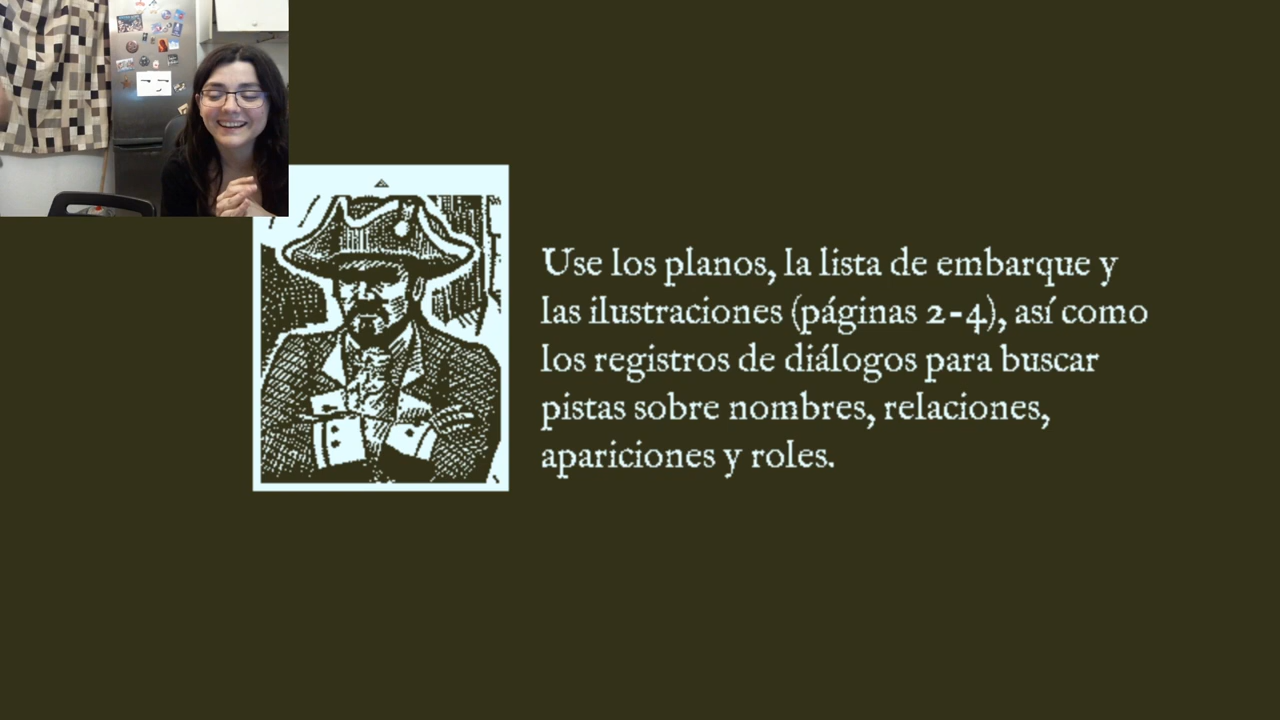 Use los planos, la lista de embarque y
las ilustraciones (páginas 2-4), así como
los registros de diálogos para buscar
pistas sobre nombres, relaciones,
apariciones y roles.